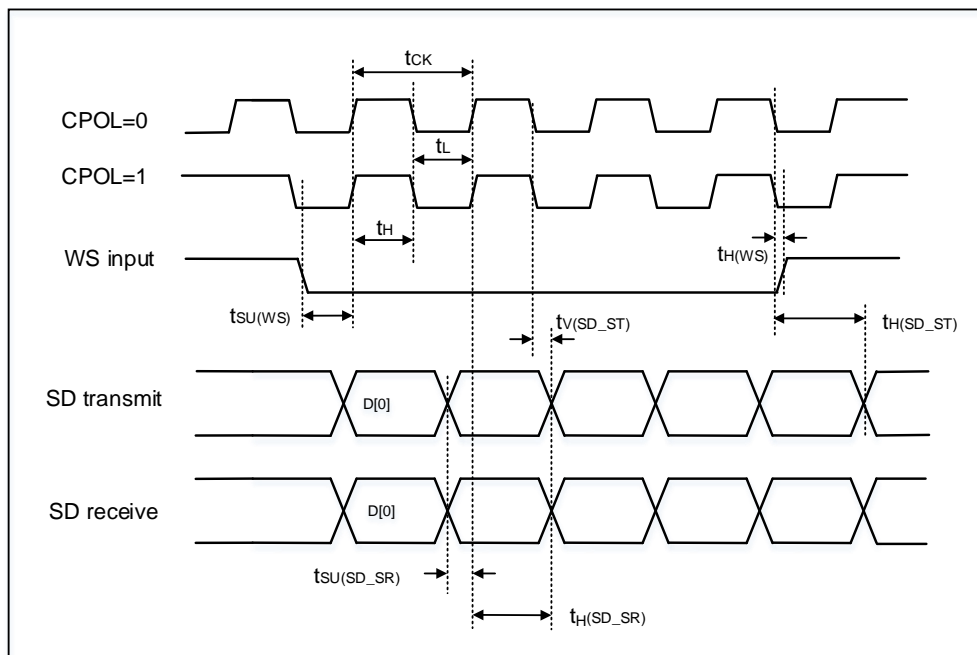 tCK
CPOL=0
tL
CPOL=1
tH
tH(WS)
WS input
tSU(WS)
tV(SD_ST)
tH(SD_ST)
SD transmit
D[0]
SD receive
D[0]
tSU(SD_SR)
tH(SD_SR)